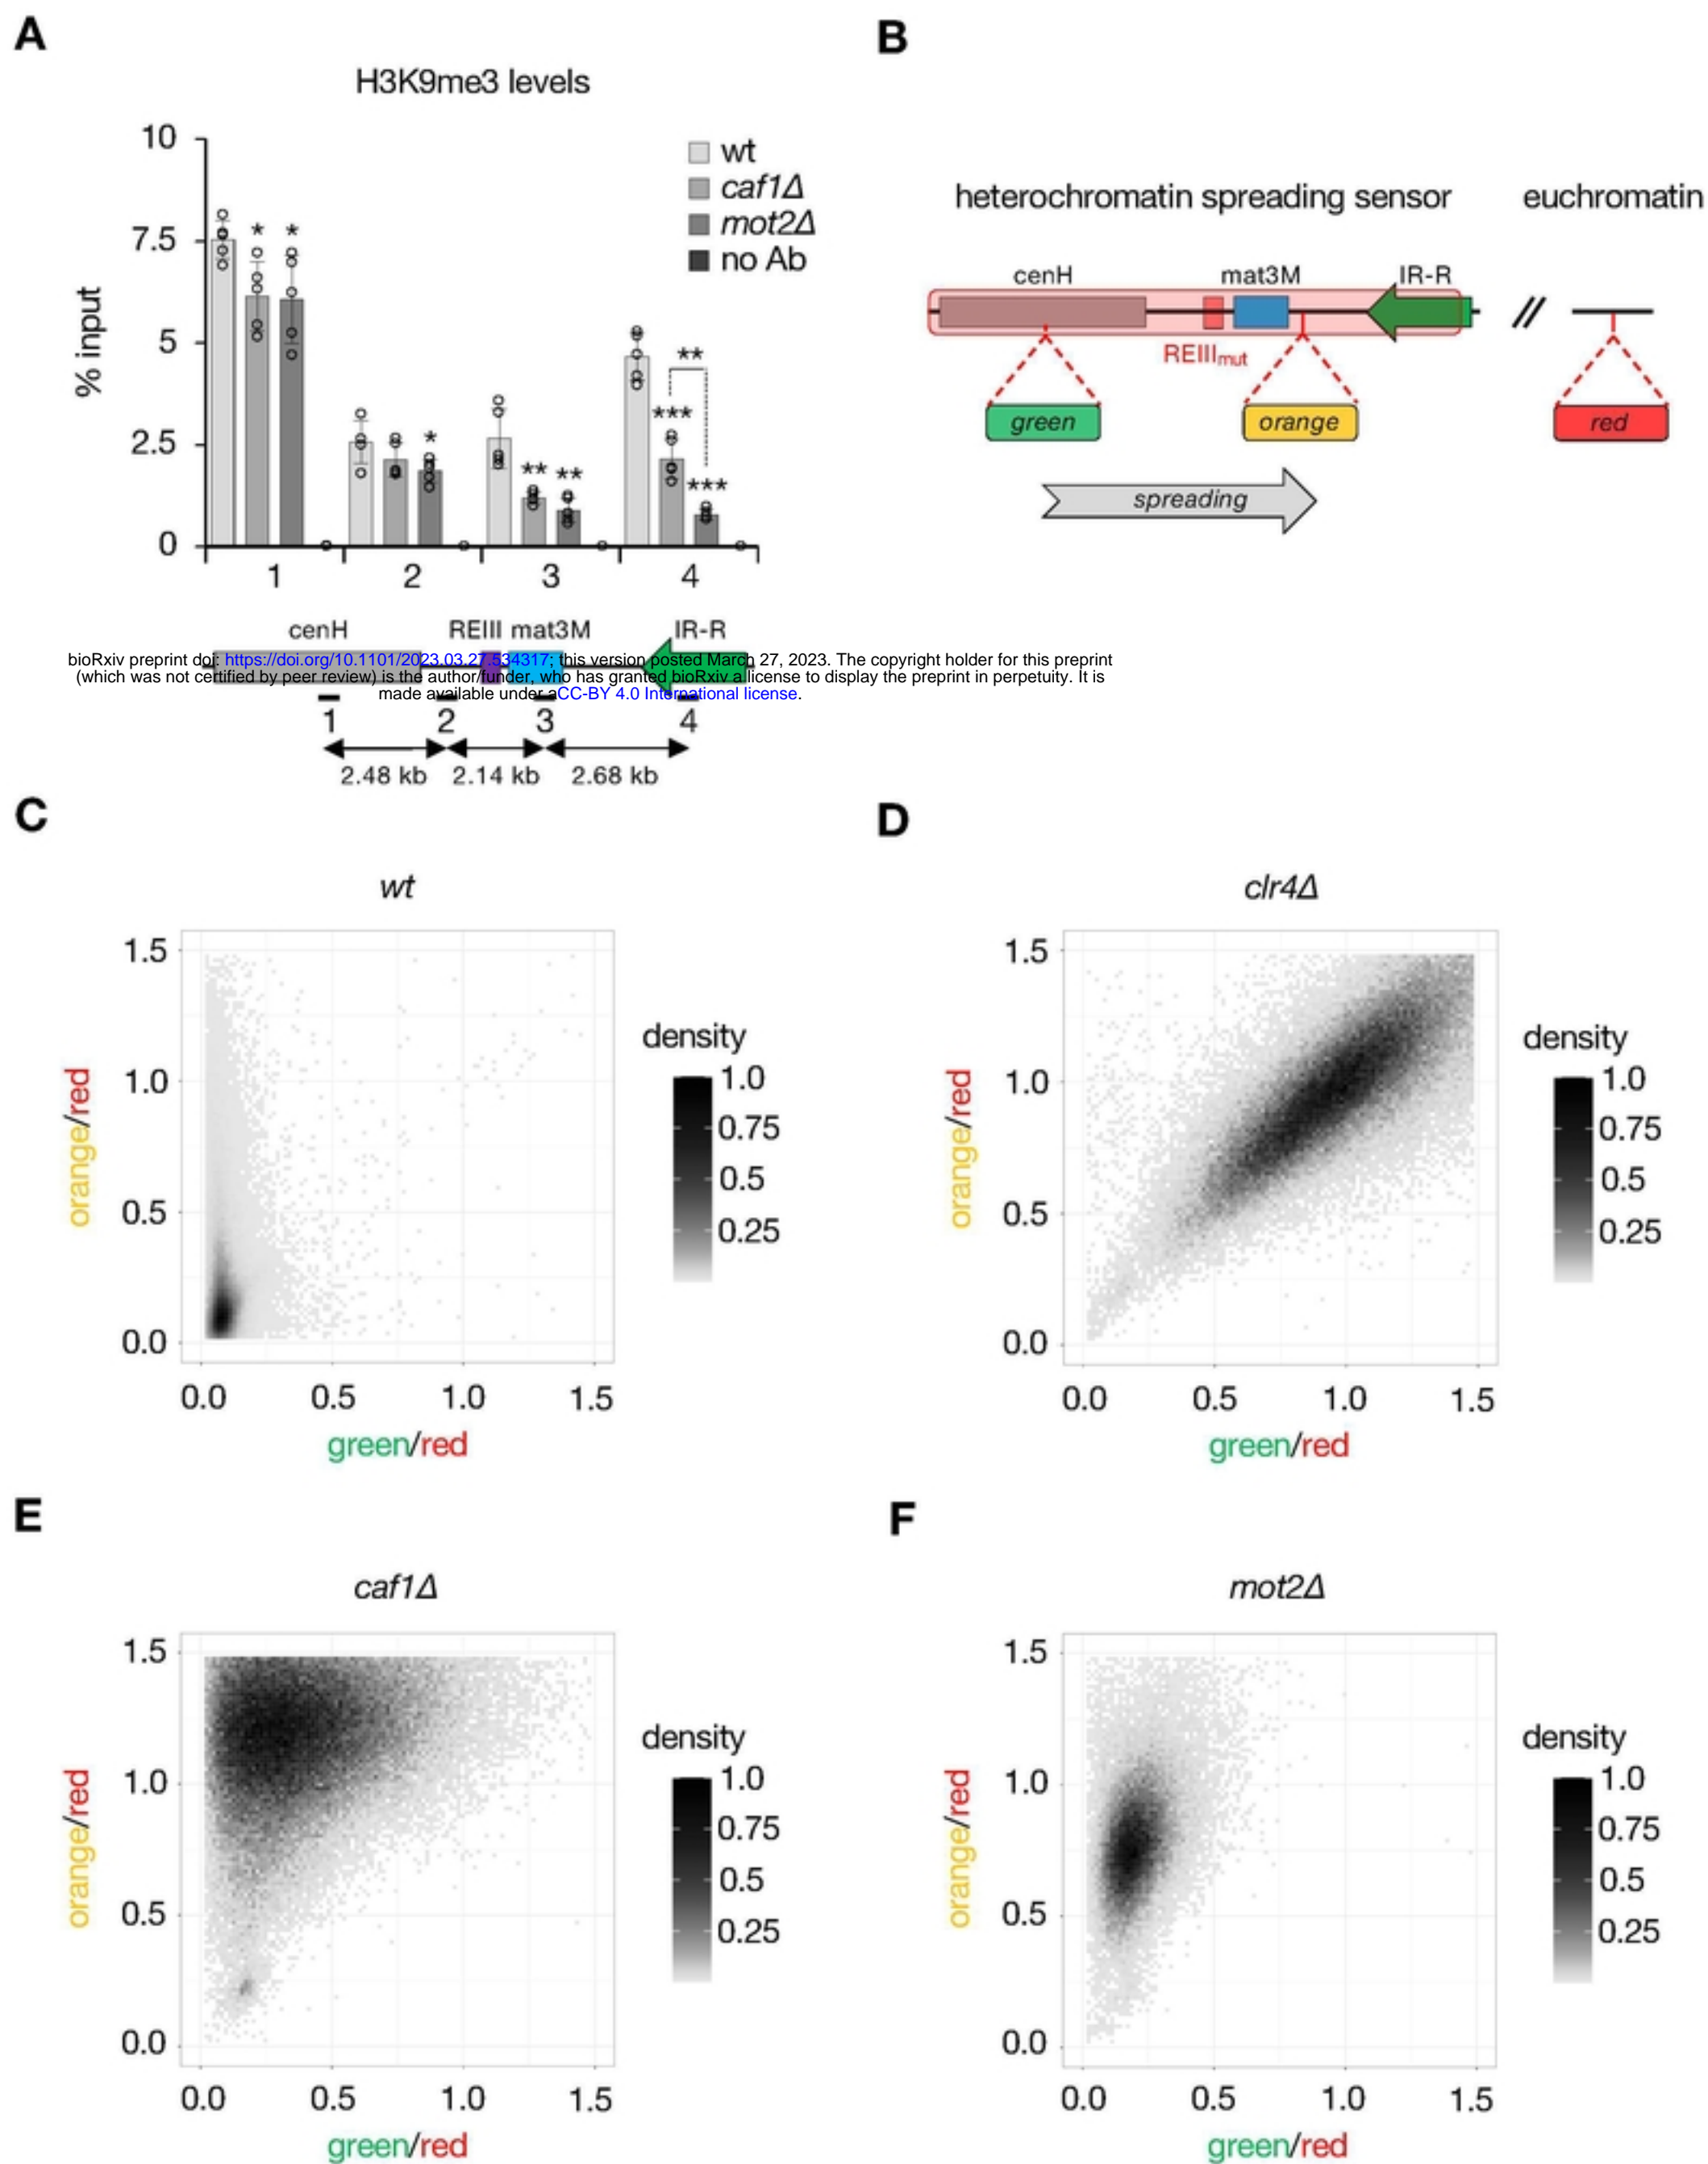 A
H3K9me3 levels
% input
10
7.5
5
2.5
0
wt
caf1Δ
mot2Δ
no Ab
* *
*
** **
*** ** ***
1 2 3 4
cenH REIII mat3M IR-R
bioRxiv preprint doi: https://doi.org/10.1101/2023.03.27.534317; this version posted March 27, 2023. The copyright holder for this preprint
(which was not certified by peer review) is the author/funder, who has granted bioRxiv a license to display the preprint in perpetuity. It is
made available under aCC-BY 4.0 International license.
1 2 3 4
2.48 kb 2.14 kb 2.68 kb
B
heterochromatin spreading sensor euchromatin
cenH mat3M IR-R
//
REIIImut
green orange red
spreading
C
wt
orange/red
1.5
1.0
0.5
0.0
0.0 0.5 1.0 1.5
green/red
density
1.0
0.75
0.5
0.25
D
clr4Δ
orange/red
1.5
1.0
0.5
0.0
0.0 0.5 1.0 1.5
green/red
density
1.0
0.75
0.5
0.25
E
caf1Δ
orange/red
1.5
1.0
0.5
0.0
0.0 0.5 1.0 1.5
green/red
density
1.0
0.75
0.5
0.25
F
mot2Δ
orange/red
1.5
1.0
0.5
0.0
0.0 0.5 1.0 1.5
green/red
density
1.0
0.75
0.5
0.25